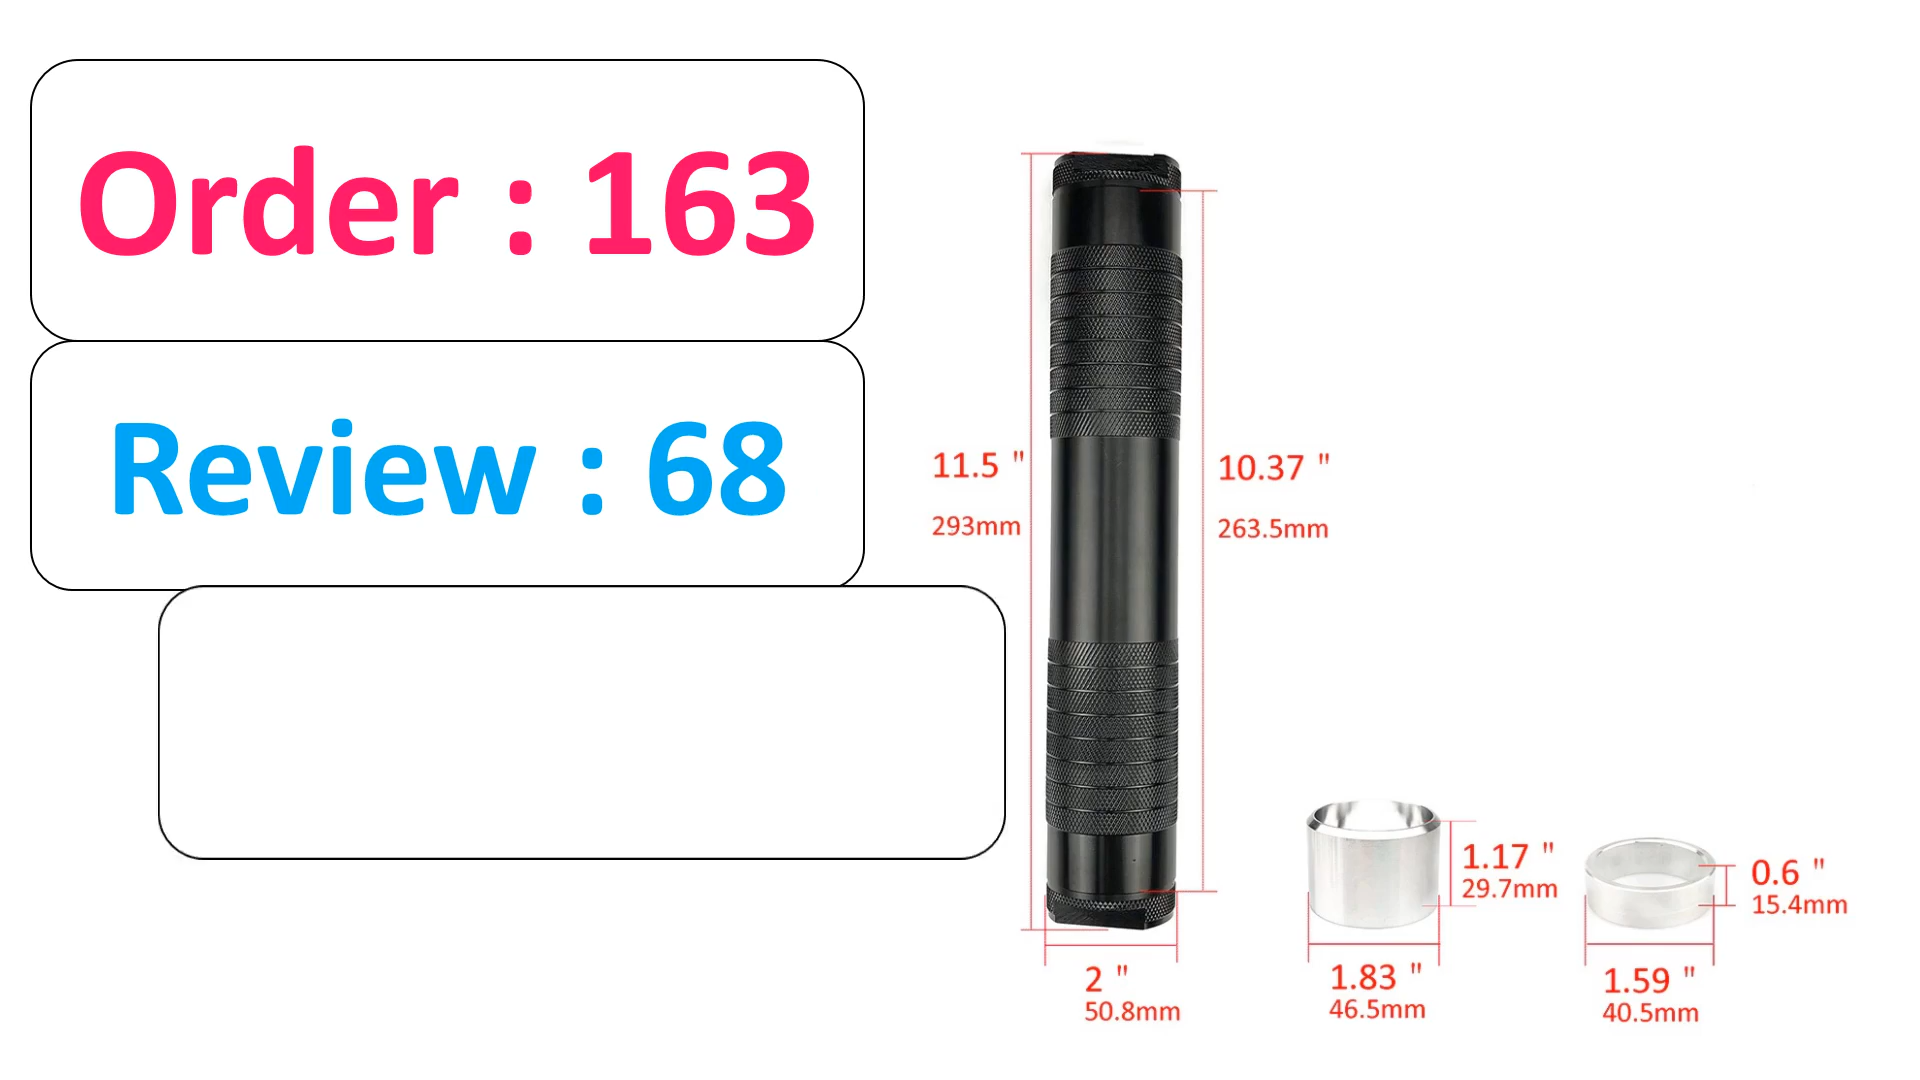 Order : 163
Review : 68
11.5 "
293mm
10.37 "
263.5mm
2 "
50.8mm
1.17 "
29.7mm
1.83 "
46.5mm
0.6 "
15.4mm
1.59 "
40.5mm